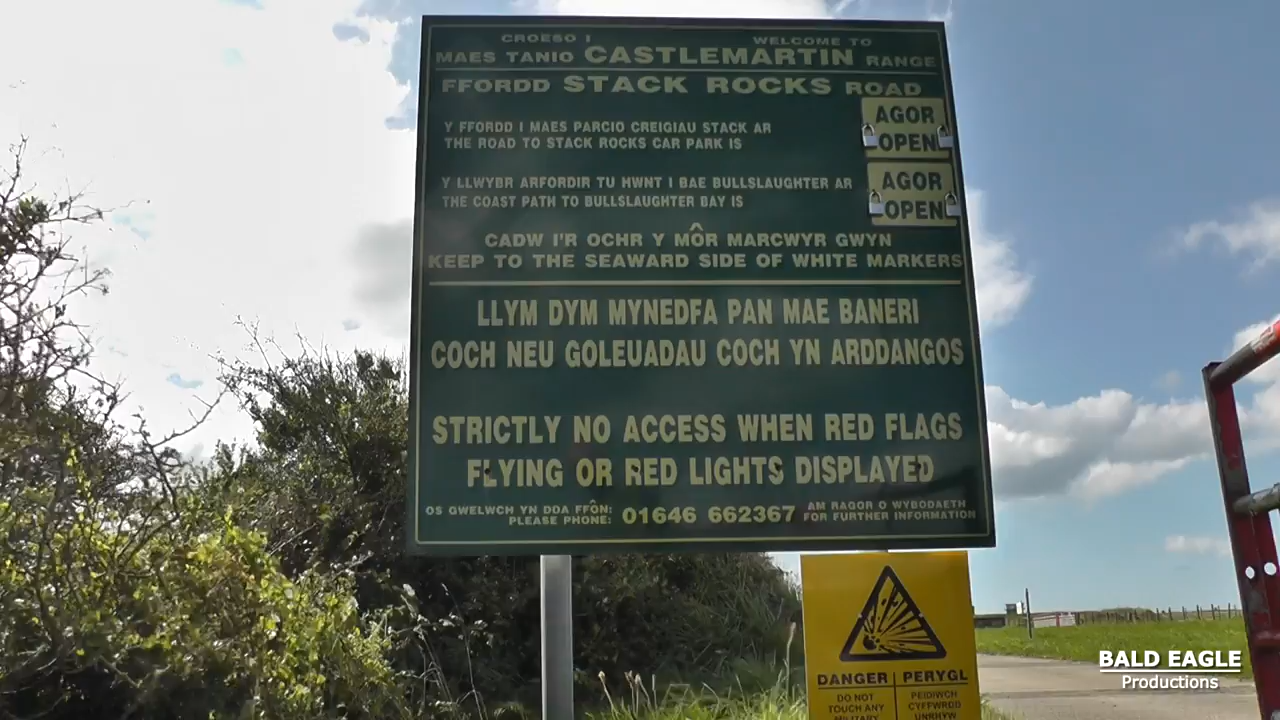 CROESO I WELCOME TO
MAES TANIO CASTLEMARTIN RANGE
FFORDD STACK ROCKS ROAD
Y FFORDD I MAES PARCIO CREIGIAU STACK AR
THE ROAD TO STACK ROCKS CAR PARK IS
AGOR
OPEN
Y LLWYBR ARFORDIR TU HWNT I BAE BULLSLAUGHTER AR
THE COAST PATH TO BULLSLAUGHTER BAY IS
AGOR
OPEN
CADW I'R OCHR Y MÔR MARCWYR GWYN
KEEP TO THE SEAWARD SIDE OF WHITE MARKERS
LLYM DYM MYNEDFA PAN MAE BANERI
COCH NEU GOLEUADAU COCH YN ARDDANGOS
STRICTLY NO ACCESS WHEN RED FLAGS
FLYING OR RED LIGHTS DISPLAYED
OS GWELWCH YN DDA FFÔN:
PLEASE PHONE:
01646 662367
AM RAGOR O WYBODAETH
FOR FURTHER INFORMATION
DANGER
DO NOT
TOUCH ANY
MILITARY
PERYGL
PEIDIWCH
CYFFWRDD
UNRHYW
BALD EAGLE
Productions